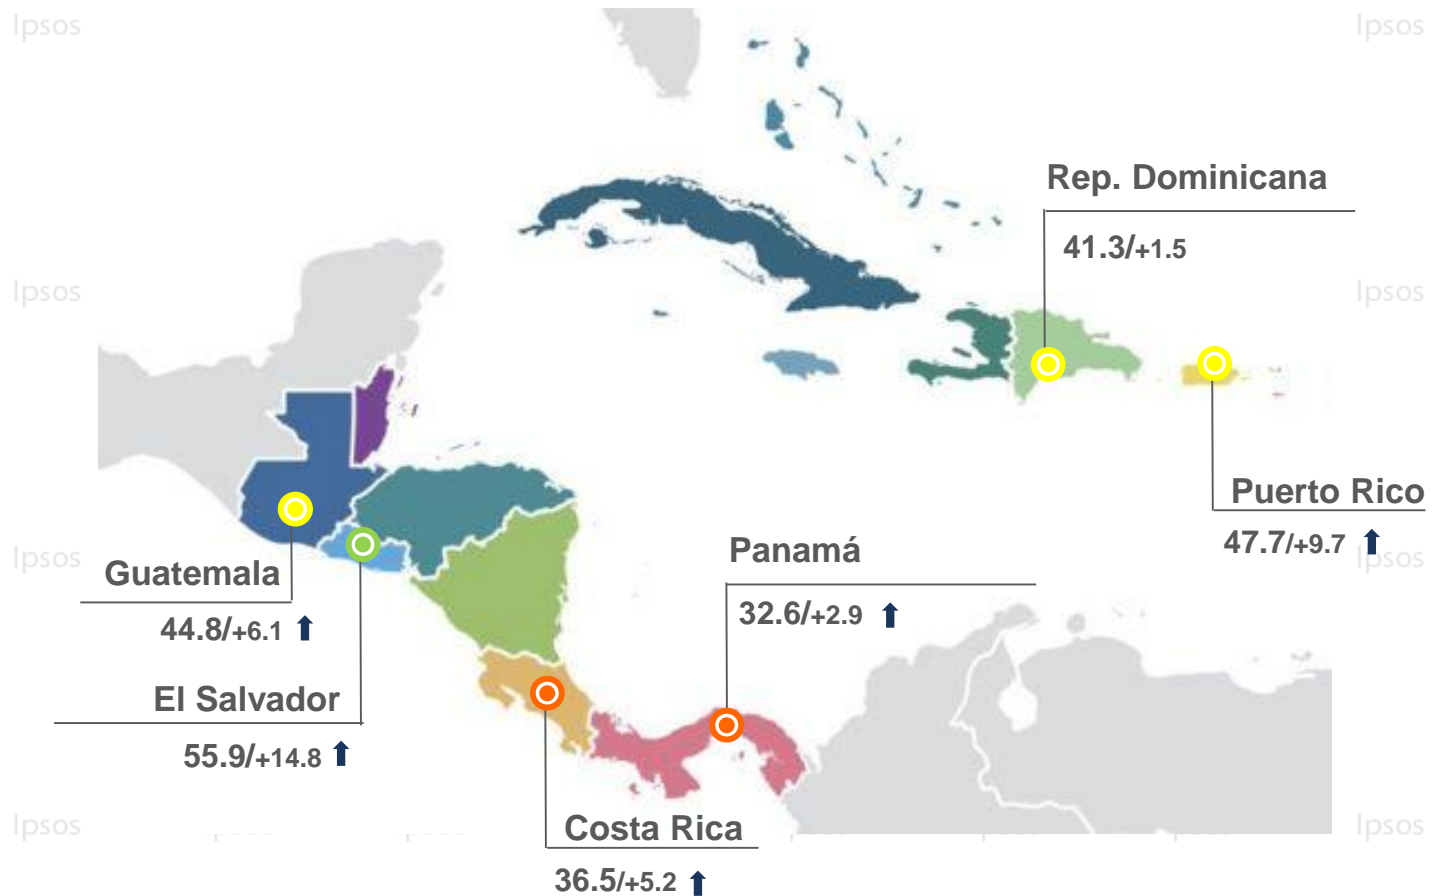 Ipsos
Ipsos
Rep. Dominicana
41.3/+1.5
Ipsos
Ipsos
Puerto Rico
47.7/+9.7
Ipsos
Ipsos
Panamá
32.6/+2.9
Guatemala
44.8/+6.1
El Salvador
55.9/+14.8
Ipsos
Ipsos
Costa Rica
36.5/+5.2